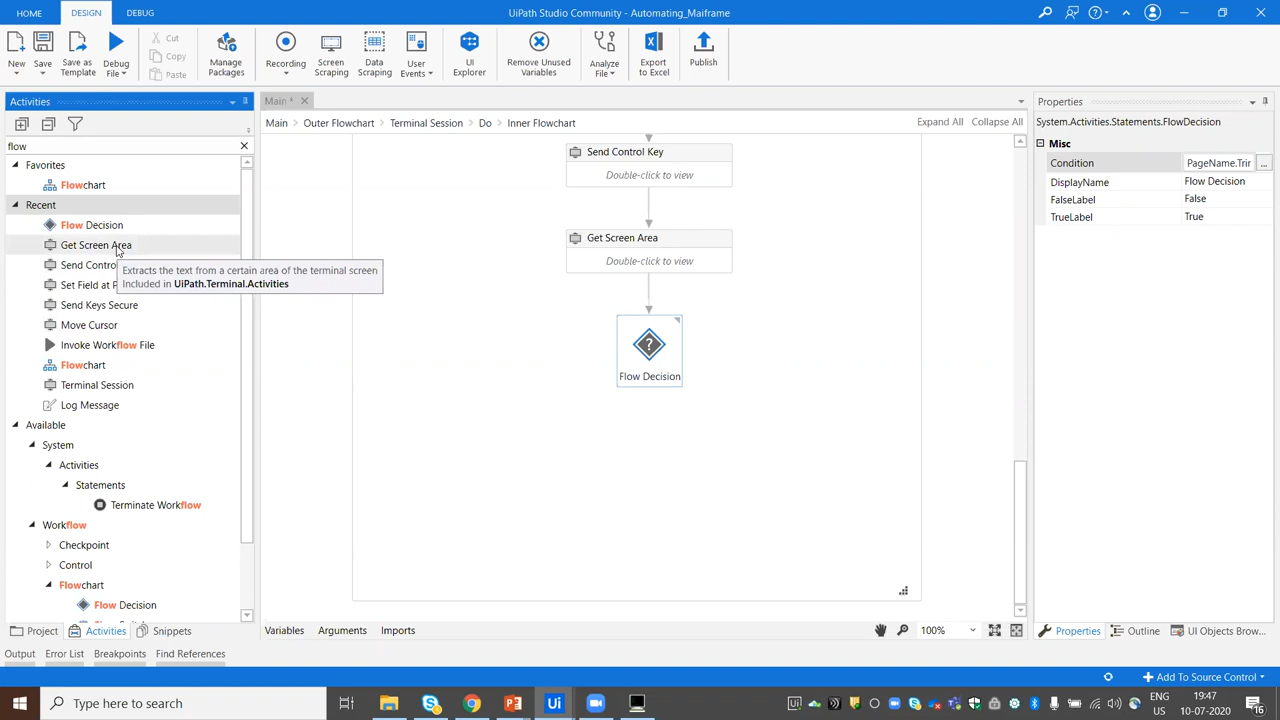 HOME
DESIGN
DEBUG
UiPath Studio Community - Automating_Maiframe
New
Save
Save as
Template
Debug
File
Cut
Copy
Paste
Manage
Packages
Recording
Screen
Scraping
Data
Scraping
User
Events
UI
Explorer
Remove Unused
Variables
Analyze
File
Export
to Excel
Publish
Activities
flow
Favorites
Flowchart
Recent
Flow Decision
Get Screen Area
Send Contro
Set Field at P
Extracts the text from a certain area of the terminal screen
Included in UiPath.Terminal.Activities
Send Keys Secure
Move Cursor
Invoke Workflow File
Flowchart
Terminal Session
Log Message
Available
System
Activities
Statements
Terminate Workflow
Workflow
Checkpoint
Control
Flowchart
Flow Decision
Project
Activities
Snippets
Main *
Main
Outer Flowchart
Terminal Session
Do
Inner Flowchart
Expand All
Collapse All
Send Control Key
Double-click to view
Get Screen Area
Double-click to view
?
Flow Decision
Variables
Arguments
Imports
100%
Properties
System.Activities.Statements.FlowDecision
Misc
Condition
PageName.Trir
...
DisplayName
Flow Decision
FalseLabel
False
TrueLabel
True
Properties
Outline
UI Objects Brow...
Output
Error List
Breakpoints
Find References
Add To Source Control
Type here to search
Ui
ENG
US
19:47
10-07-2020
16